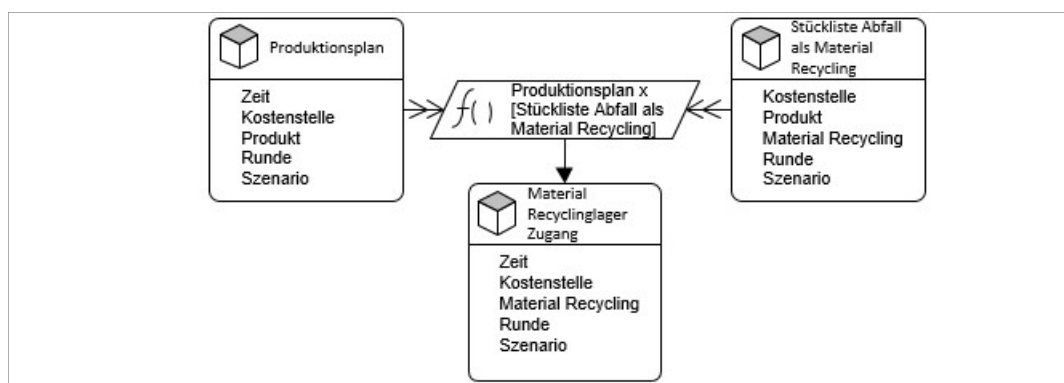 Produktionsplan
Zeit
Kostenstelle
Produkt
Runde
Szenario
f()
Produktionsplan x
[Stückliste Abfall als
Material Recycling]
Stückliste Abfall
als Material
Recycling
Kostenstelle
Produkt
Material Recycling
Runde
Szenario
Material
Recyclinglager
Zugang
Zeit
Kostenstelle
Material Recycling
Runde
Szenario